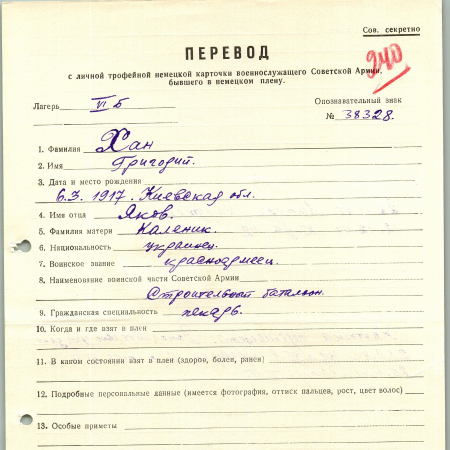 Сов. секретно
240
ПЕРЕВОД
с личной трофейной немецкой карточки военнослужащего Советской Армии,
бывшего в немецком плену.
Лагерь VI Б
Опознавательный знак
№ 38328.
1. Фамилия Хан
2. Имя Григорий.
3. Дата и место рождения
6.3.1917. Киевская обл.
4. Имя отца Яков.
5. Фамилия матери Каленик.
6. Национальность украинец.
7. Воинское звание красноармеец.
8. Наименование воинской части Советской Армии
Строительный батальон.
9. Гражданская специальность пекарь.
10. Когда и где взят в плен
11. В каком состоянии взят в плен (здоров, болен, ранен)
12. Подробные персональные данные (имеется фотография, оттиск пальцев, рост, цвет волос)
13. Особые приметы